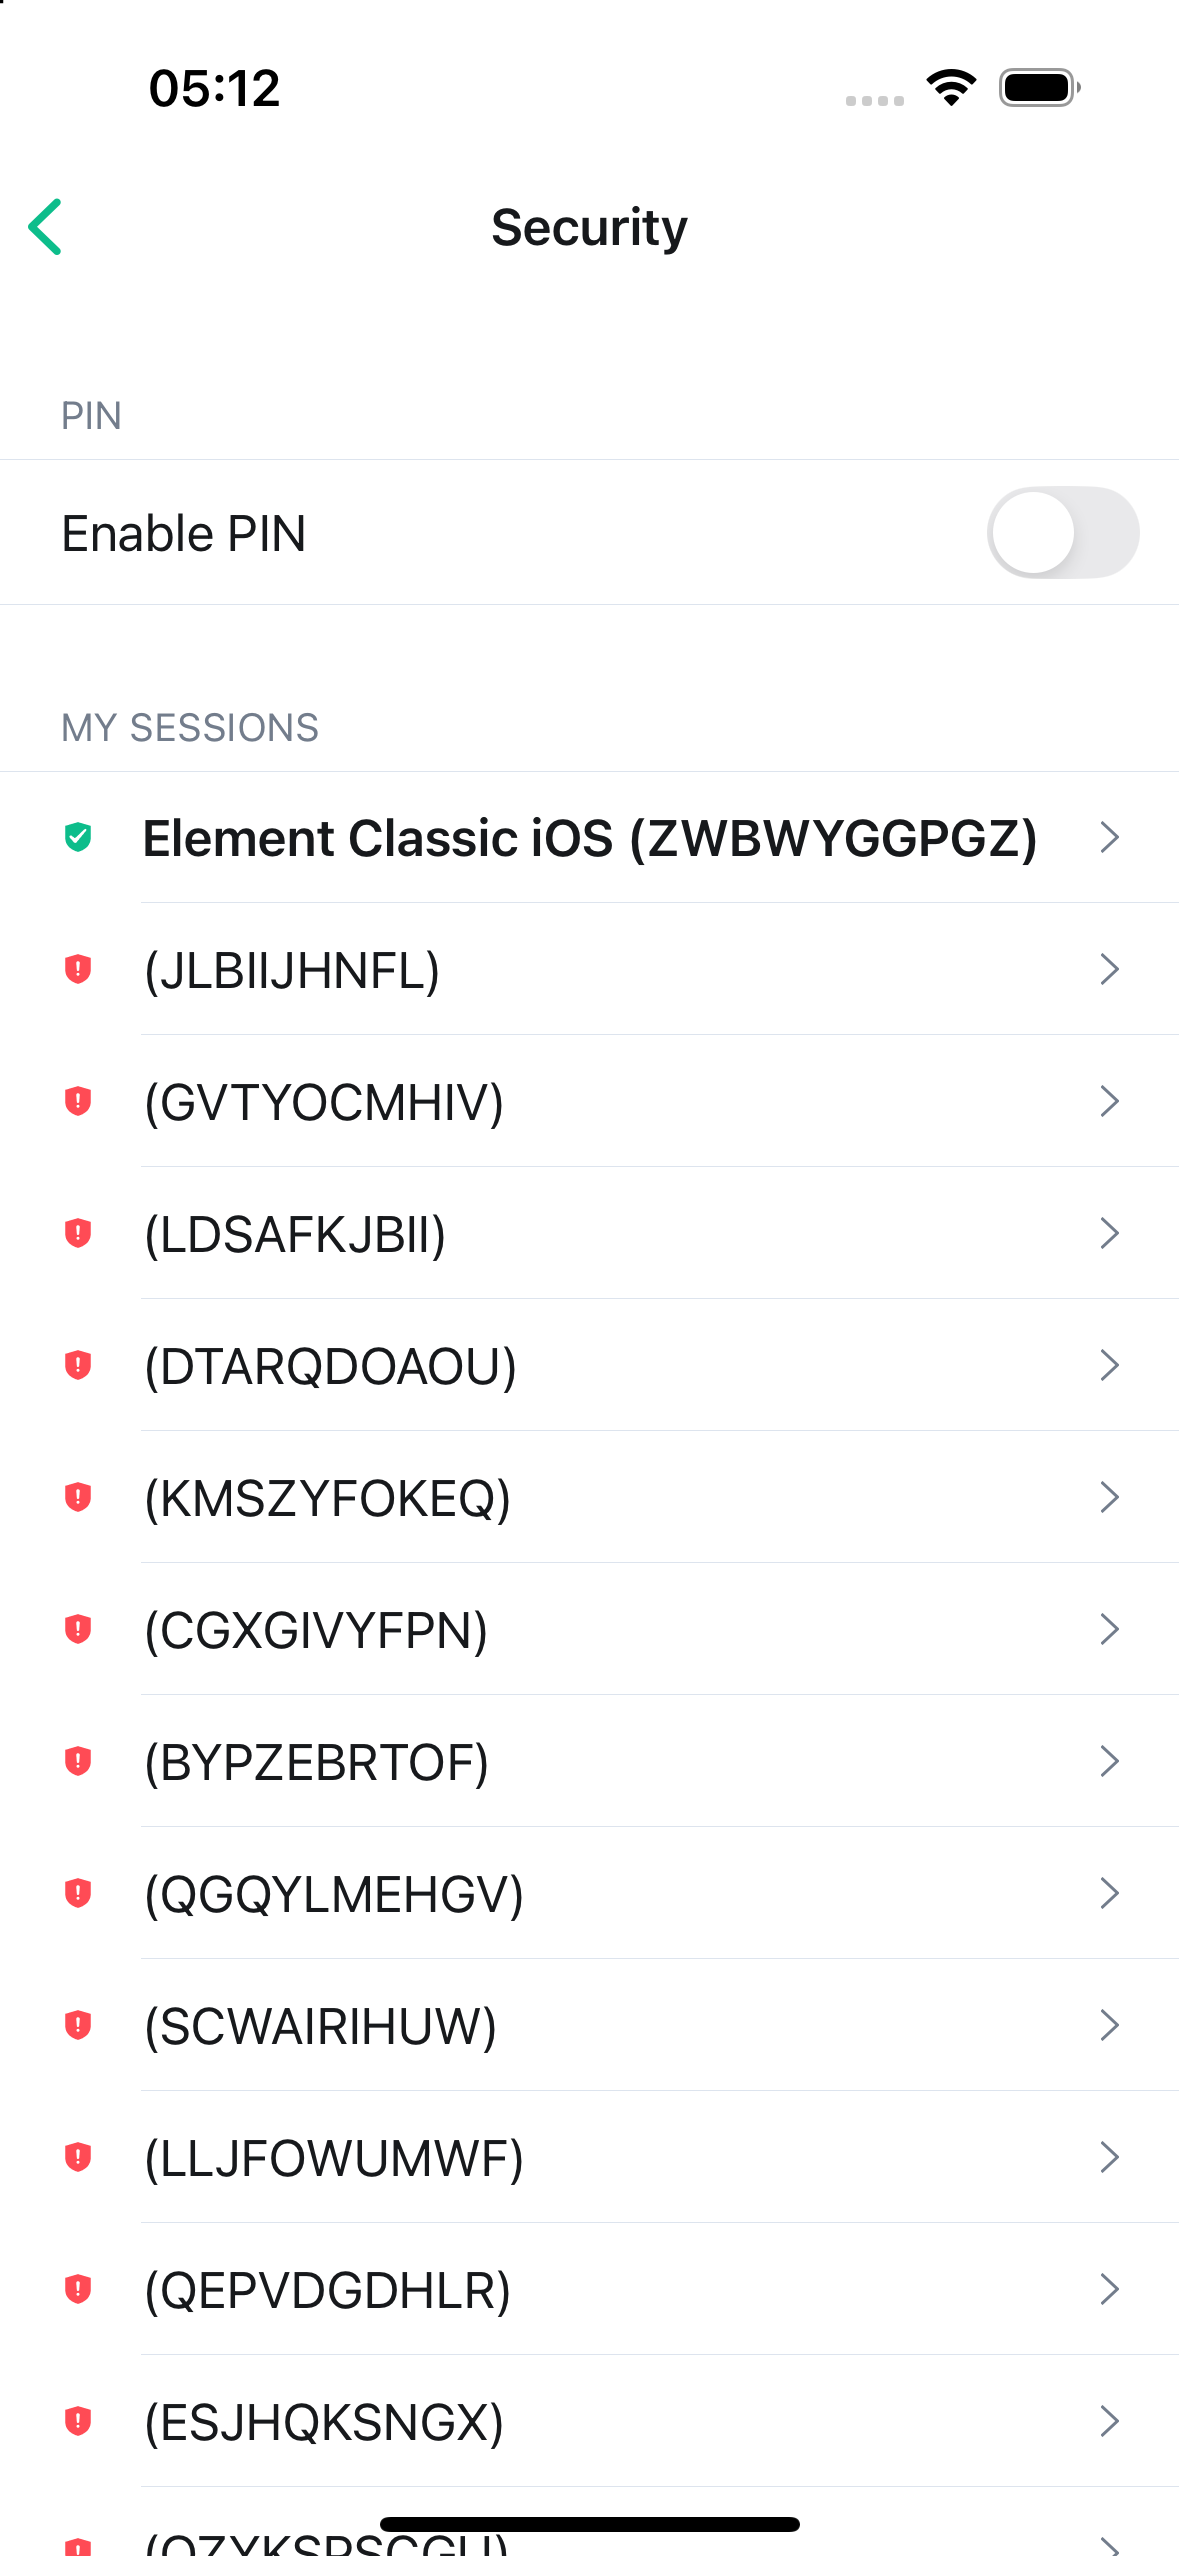 05:12
Security
PIN
Enable PIN
MY SESSIONS
Element Classic iOS (ZWBWYGGPGZ)
(JLBIIJHNFL)
(GVTYOCMHIV)
(LDSAFKJBII)
(DTARQDOAOU)
(KMSZYFOKEQ)
(CGXGIVYFPN)
(BYPZEBRTOF)
(QGQYLMEHGV)
(SCWAIRIHUW)
(LLJFOWUMWF)
(QEPVDGDHLR)
(ESJHQKSNGX)